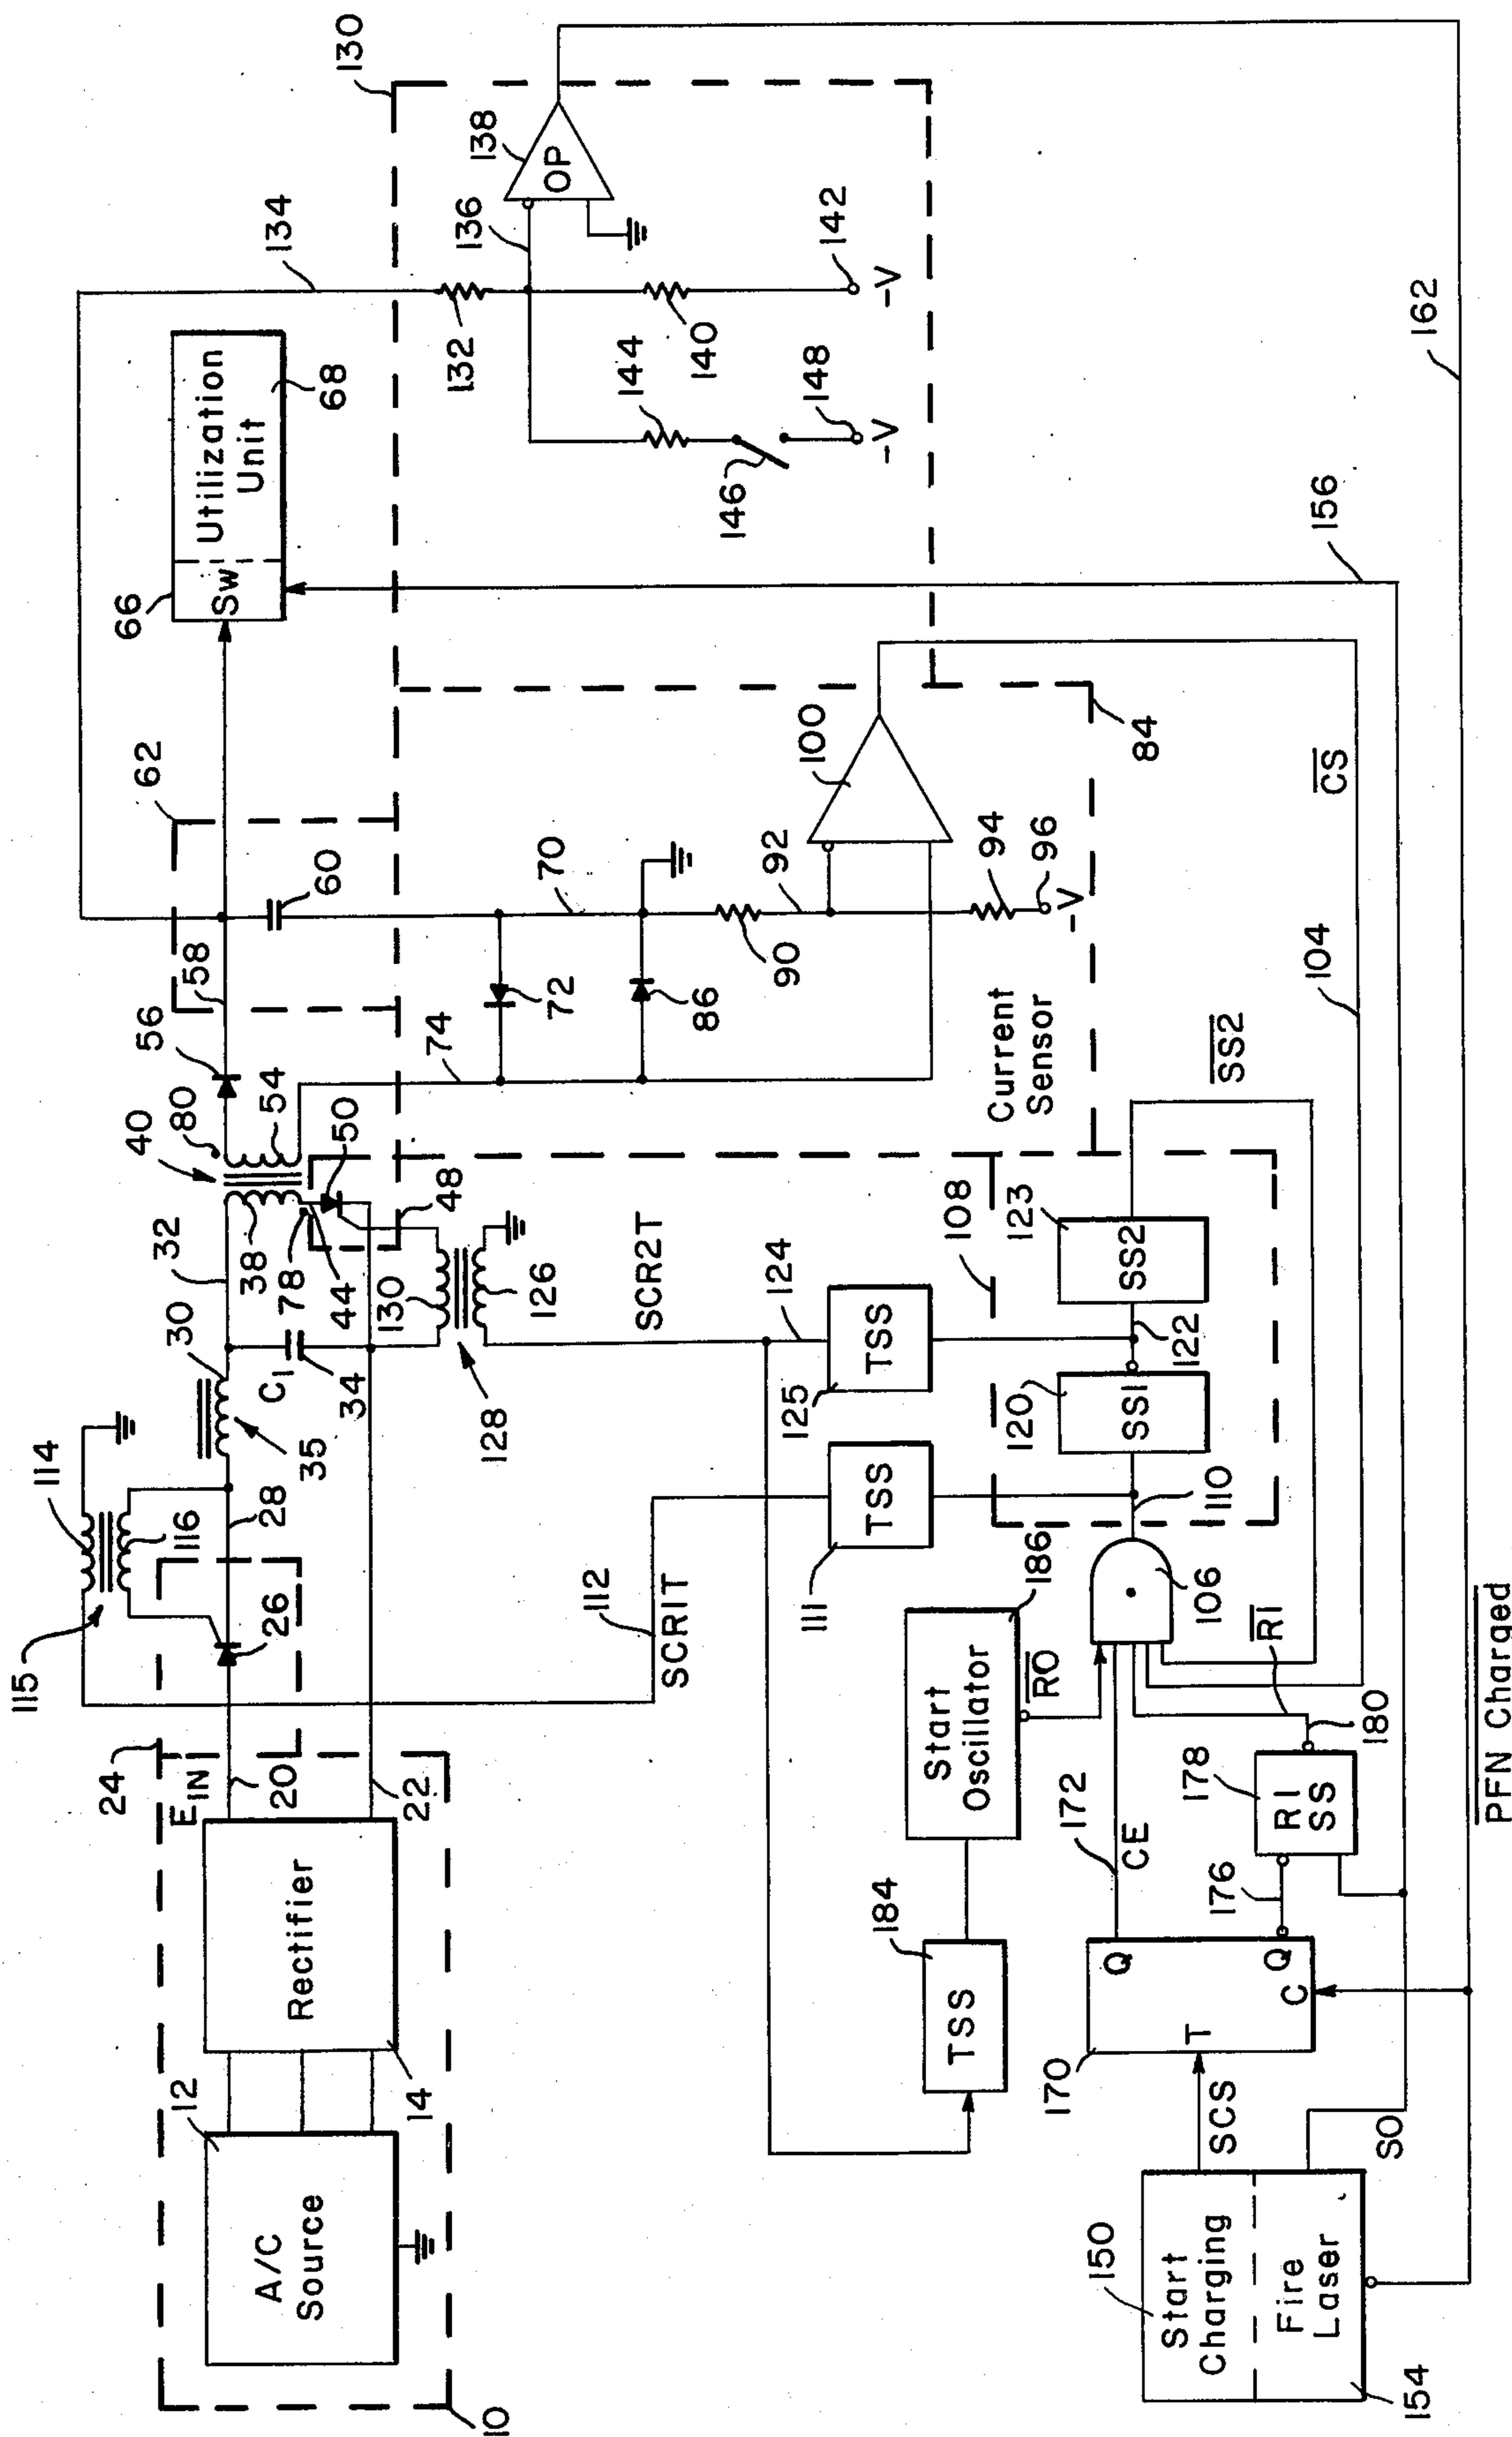 10
12
A/C
Source
14
Rectifier
E IN
20
22
24
26
28
115
114
116
30
35
32
C1
34
38
78
44
40
80
54
50
48
56
58
62
60
66
Sw
Utilization
Unit
68
134
130
132
136
138
OP
140
142
-V
144
146
148
-V
70
72
74
86
90
92
94
96
-V
100
84
Current
Sensor
CS
104
156
162
130
128
126
SCR2T
124
125
TSS
112
SCR1T
111
TSS
108
120
SS1
122
123
SS2
SS2
110
106
186
Start
Oscillator
RO
184
TSS
172
CE
170
T
Q
Q
C
176
178
R1
SS
180
R1
150
Start
Charging
154
Fire
Laser
SCS
SO
PFN Charged